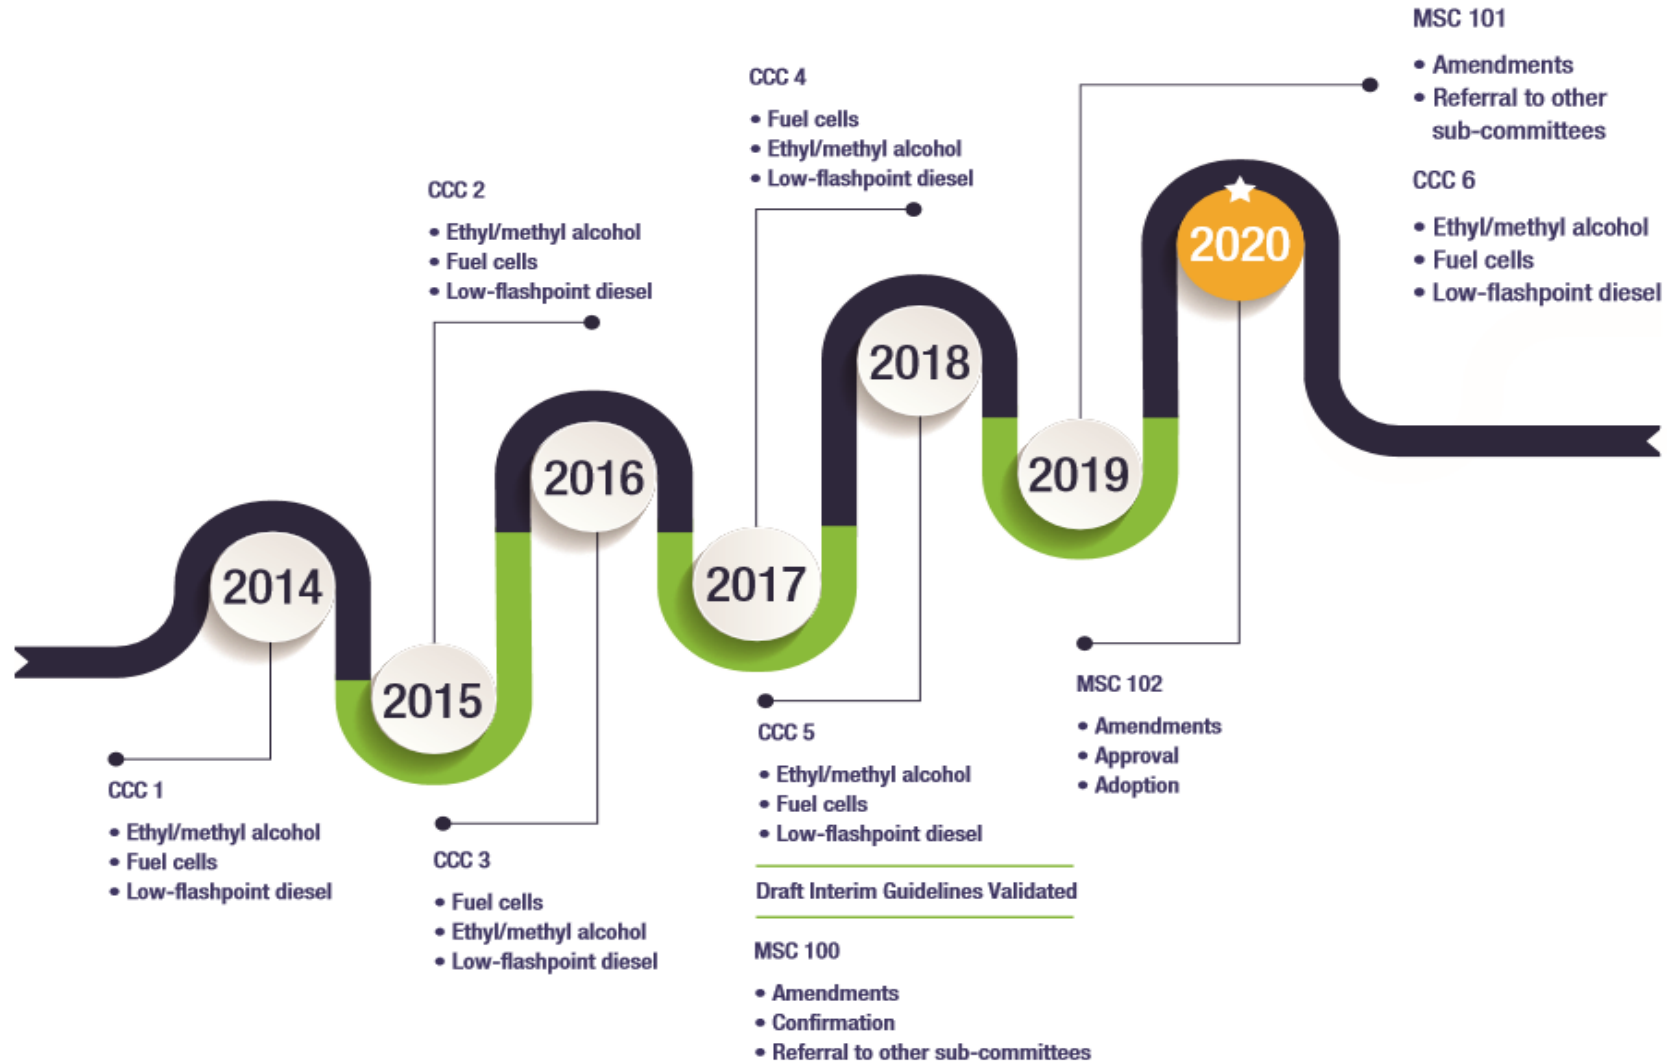 MSC 101
• Amendments
• Referral to other
sub-committees
CCC 6
• Ethyl/methyl alcohol
• Fuel cells
• Low-flashpoint diesel
CCC 4
• Fuel cells
• Ethyl/methyl alcohol
• Low-flashpoint diesel
CCC 2
• Ethyl/methyl alcohol
• Fuel cells
• Low-flashpoint diesel
2014
2015
2016
2017
2018
2019
2020
CCC 1
• Ethyl/methyl alcohol
• Fuel cells
• Low-flashpoint diesel
CCC 3
• Fuel cells
• Ethyl/methyl alcohol
• Low-flashpoint diesel
CCC 5
• Ethyl/methyl alcohol
• Fuel cells
• Low-flashpoint diesel
Draft Interim Guidelines Validated
MSC 100
• Amendments
• Confirmation
• Referral to other sub-committees
MSC 102
• Amendments
• Approval
• Adoption